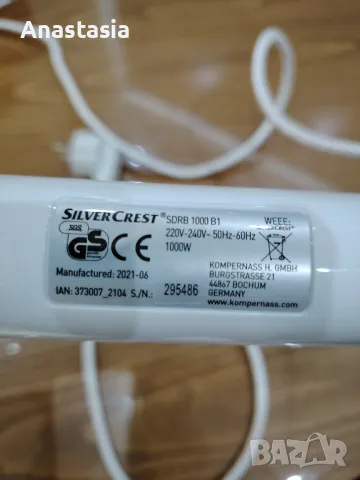 Anastasia
SILVERCREST® SDRB 1000 B1
220V-240V~ 50Hz-60Hz
1000W
WEEE:
SGS
GS CE
KOMPERNASS H. GMBH
BURGSTRASSE 21
44867 BOCHUM
GERMANY
www.kompernass.com
Manufactured: 2021-06
IAN: 373007_2104 S./N.: 295486
BAZAR
bg